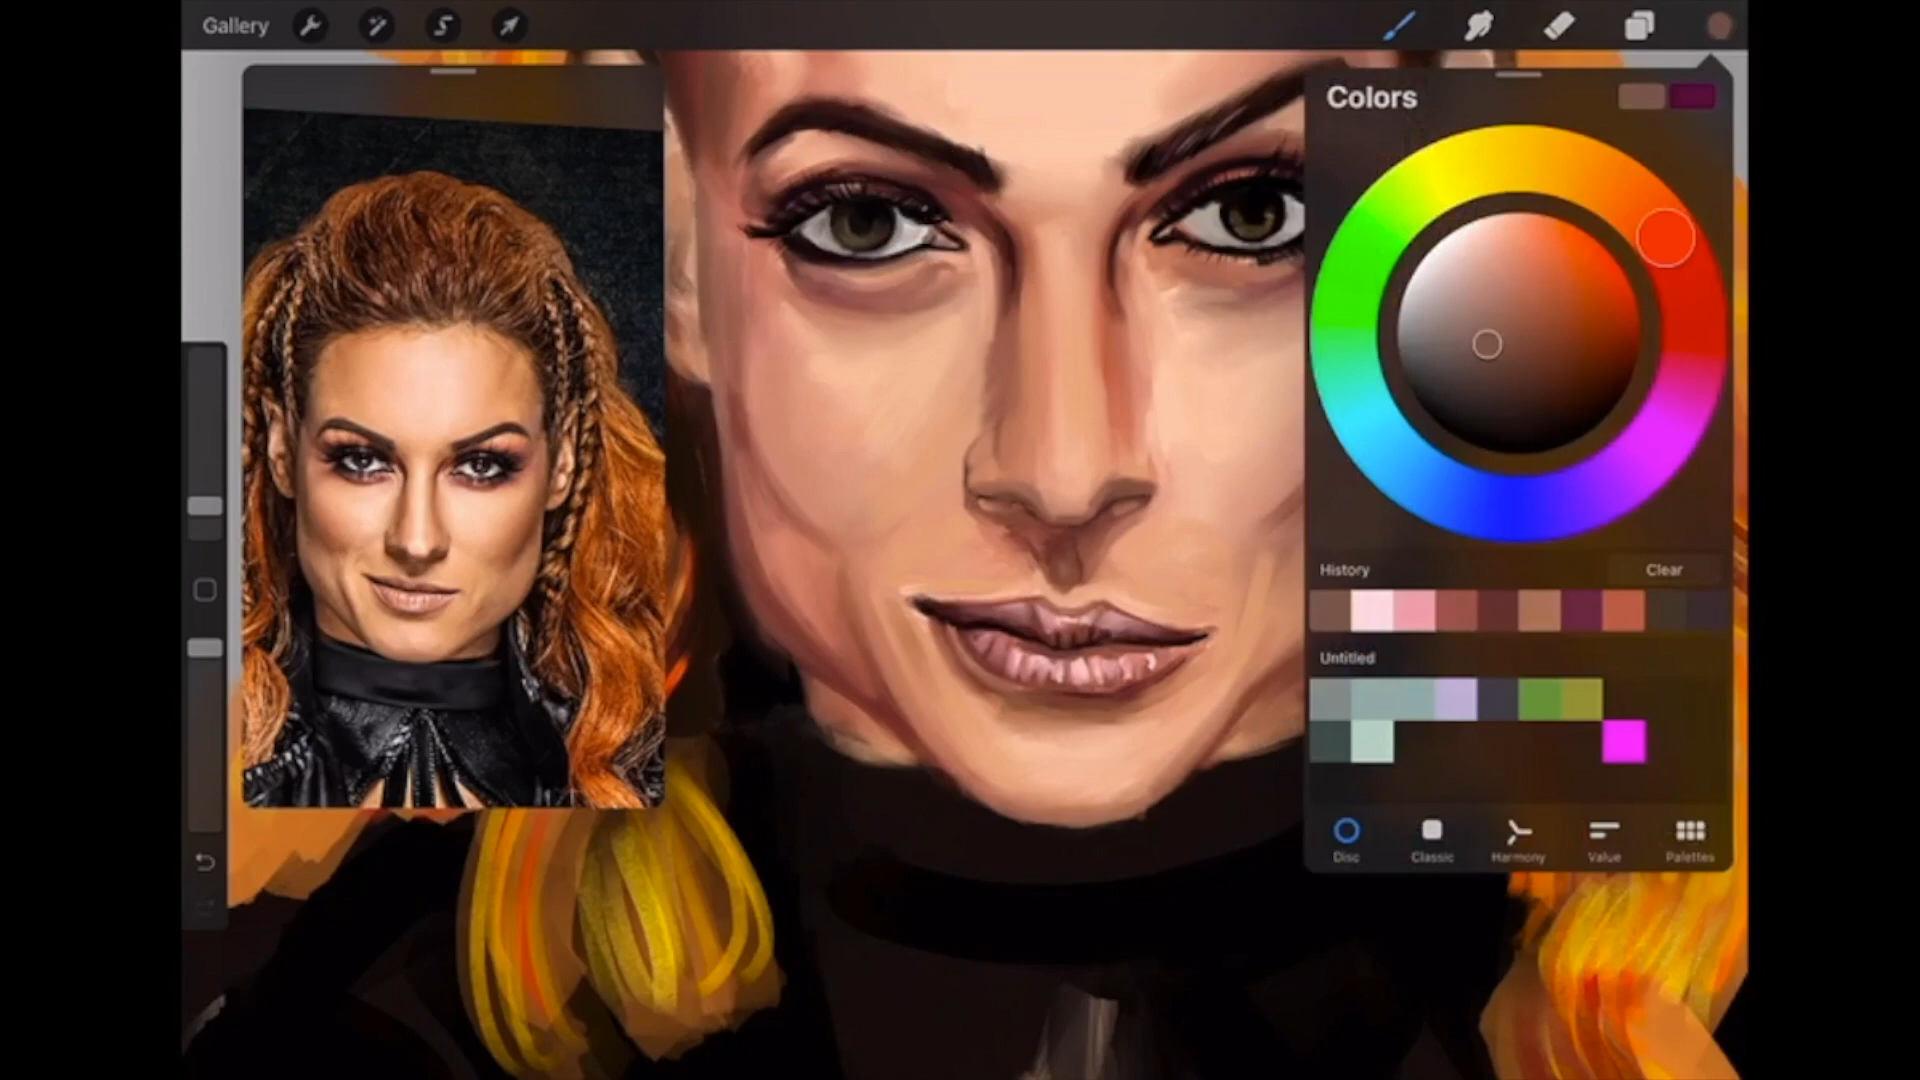 Gallery
Colors
History
Clear
Untitled
Disc
Classic
Harmony
Value
Palettes